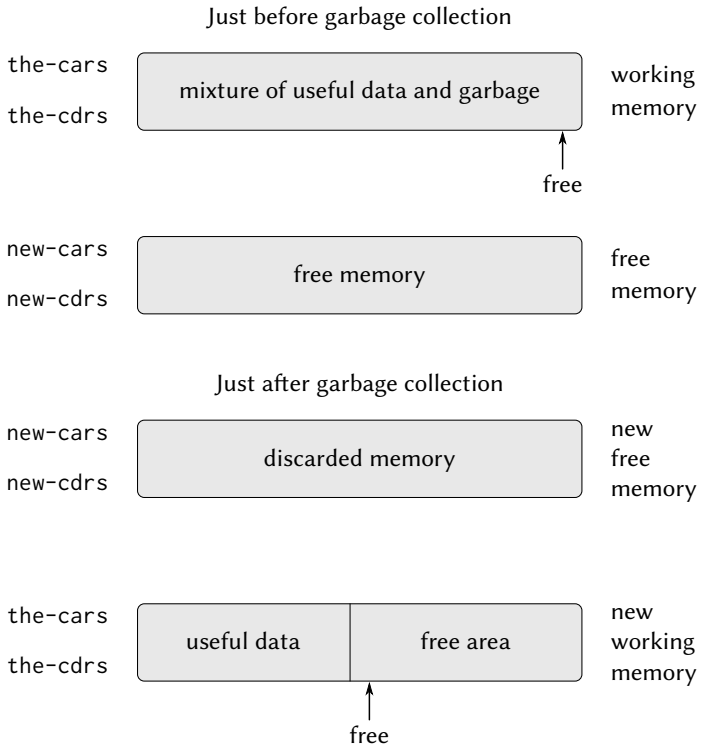 Just before garbage collection
the-cars
the-cdrs
mixture of useful data and garbage
working
memory
free
new-cars
new-cdrs
free memory
free
memory
Just after garbage collection
new-cars
new-cdrs
discarded memory
new
free
memory
the-cars
the-cdrs
useful data
free area
new
working
memory
free